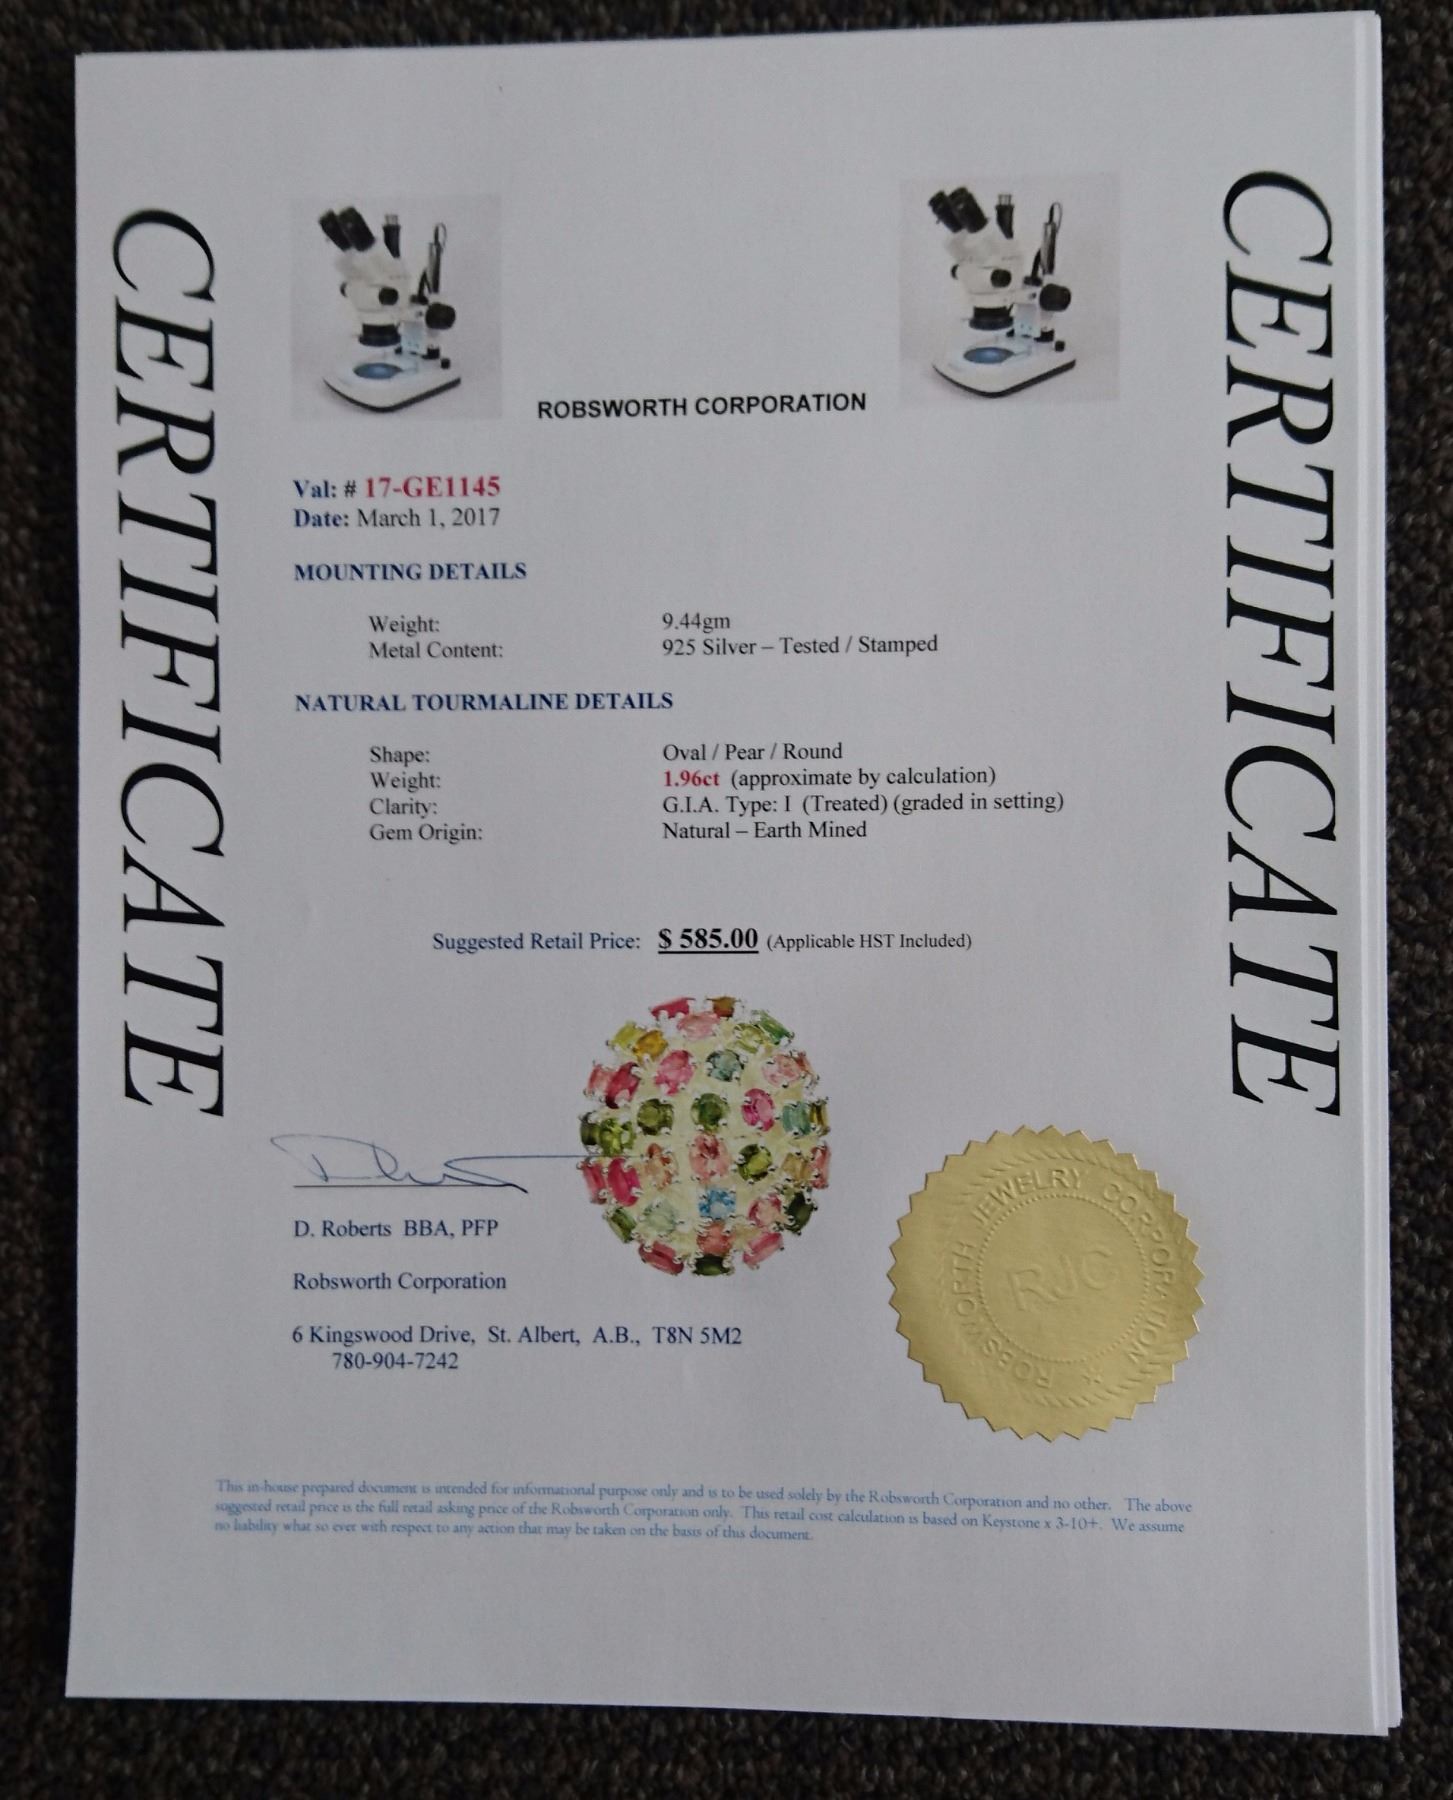 CERTIFICATE
CERTIFICATE
ROBSWORTH CORPORATION
Val: # 17-GE1145
Date: March 1, 2017
MOUNTING DETAILS
Weight: 9.44gm
Metal Content: 925 Silver – Tested / Stamped
NATURAL TOURMALINE DETAILS
Shape: Oval / Pear / Round
Weight: 1.96ct (approximate by calculation)
Clarity: G.I.A. Type: I (Treated) (graded in setting)
Gem Origin: Natural – Earth Mined
Suggested Retail Price: $ 585.00 (Applicable HST Included)
D. Roberts BBA, PFP
Robsworth Corporation
6 Kingswood Drive, St. Albert, A.B., T8N 5M2
780-904-7242
ROBSWORTH JEWELRY CORPORATION
RJC
This in-house prepared document is intended for informational purpose only and is to be used solely by the Robsworth Corporation and no other. The above
suggested retail price is the full retail asking price of the Robsworth Corporation only. This retail cost calculation is based on Keystone x 3-10+. We assume
no liability what so ever with respect to any action that may be taken on the basis of this document.